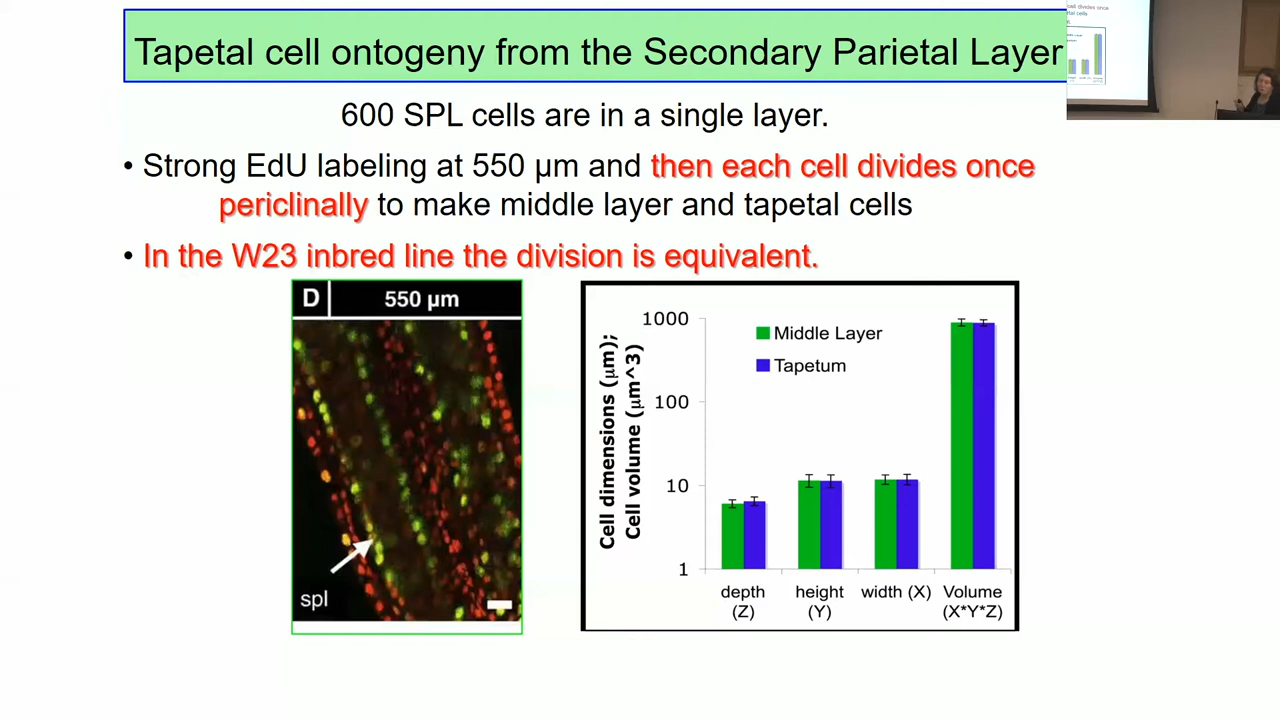 Tapetal cell ontogeny from the Secondary Parietal Layer
600 SPL cells are in a single layer.
• Strong EdU labeling at 550 µm and then each cell divides once
periclinally to make middle layer and tapetal cells
• In the W23 inbred line the division is equivalent.
D
550 µm
spl
Cell dimensions (µm);
Cell volume (µm^3)
1000
100
10
1
Middle Layer
Tapetum
depth
(Z)
height
(Y)
width (X)
Volume
(X*Y*Z)